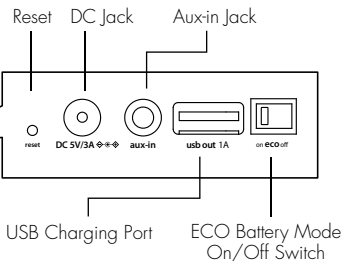 Reset DC Jack Aux-in Jack
reset DC 5V/3A aux-in usb out 1A on eco off
USB Charging Port ECO Battery Mode
On/Off Switch